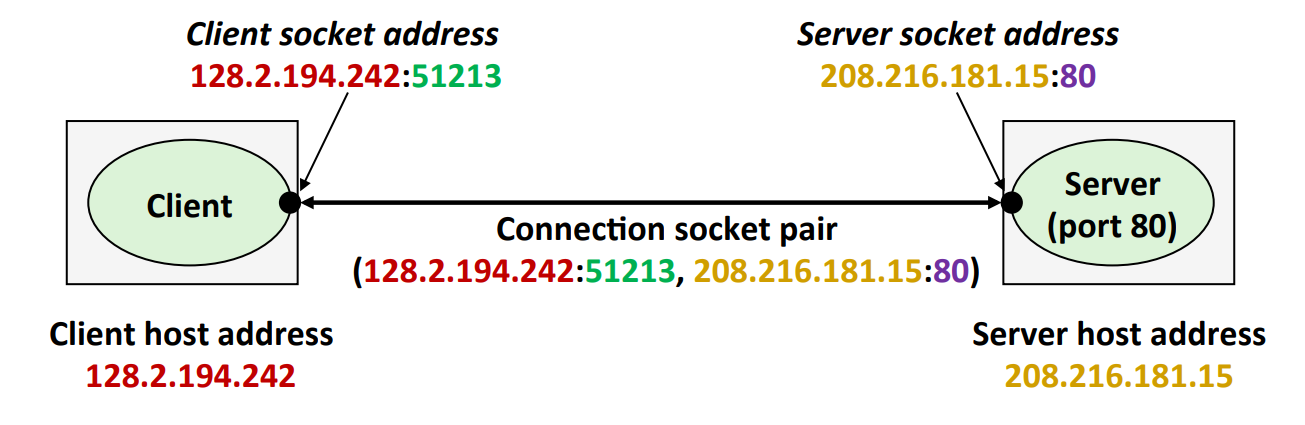 Client socket address
128.2.194.242:51213
Server socket address
208.216.181.15:80
Client
Server
(port 80)
Connection socket pair
(128.2.194.242:51213, 208.216.181.15:80)
Client host address
128.2.194.242
Server host address
208.216.181.15